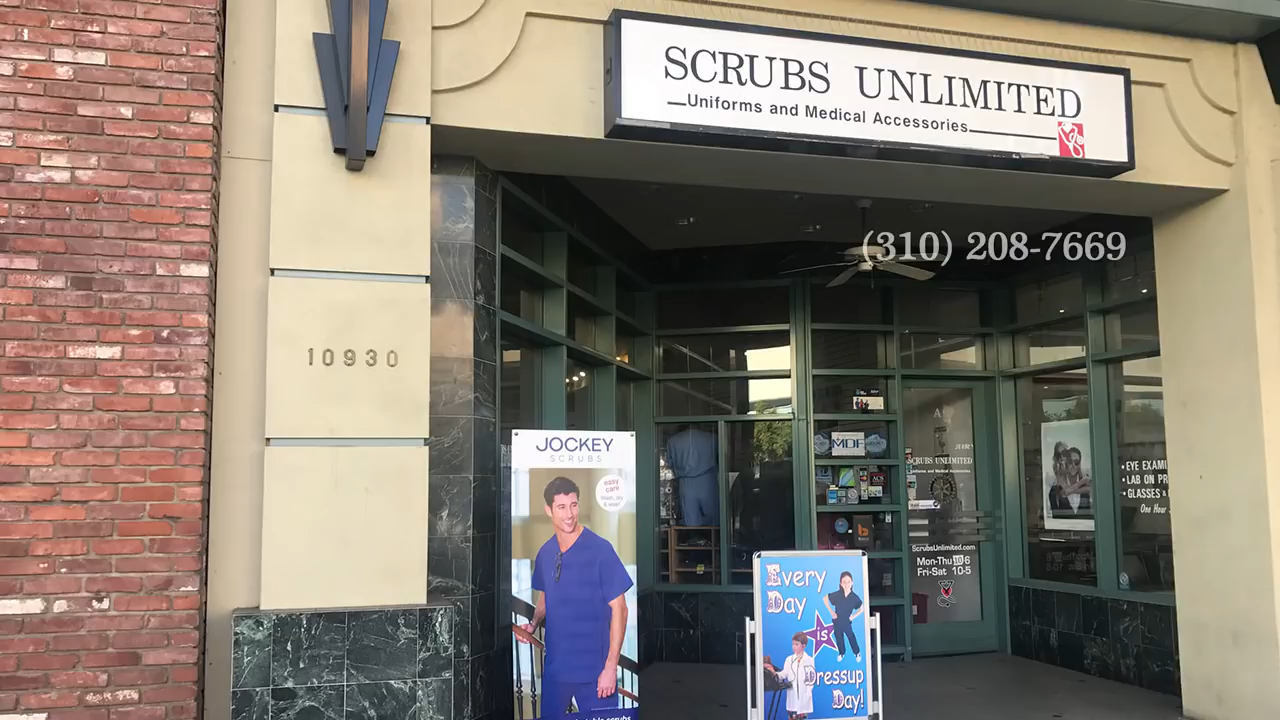 SCRUBS UNLIMITED
Uniforms and Medical Accessories
(310) 208-7669
10930
JOCKEY
SCRUBS
easy
care
MDF
SCRUBS UNLIMITED
Uniforms and Medical Accessories
ScrubsUnlimited.com
Mon-Thu 10 6
Fri-Sat 10-5
• EYE EXAMI
• LAB ON PR
• GLASSES &
One Hour
Every
Day
is
Dressup
Day!
scrubs